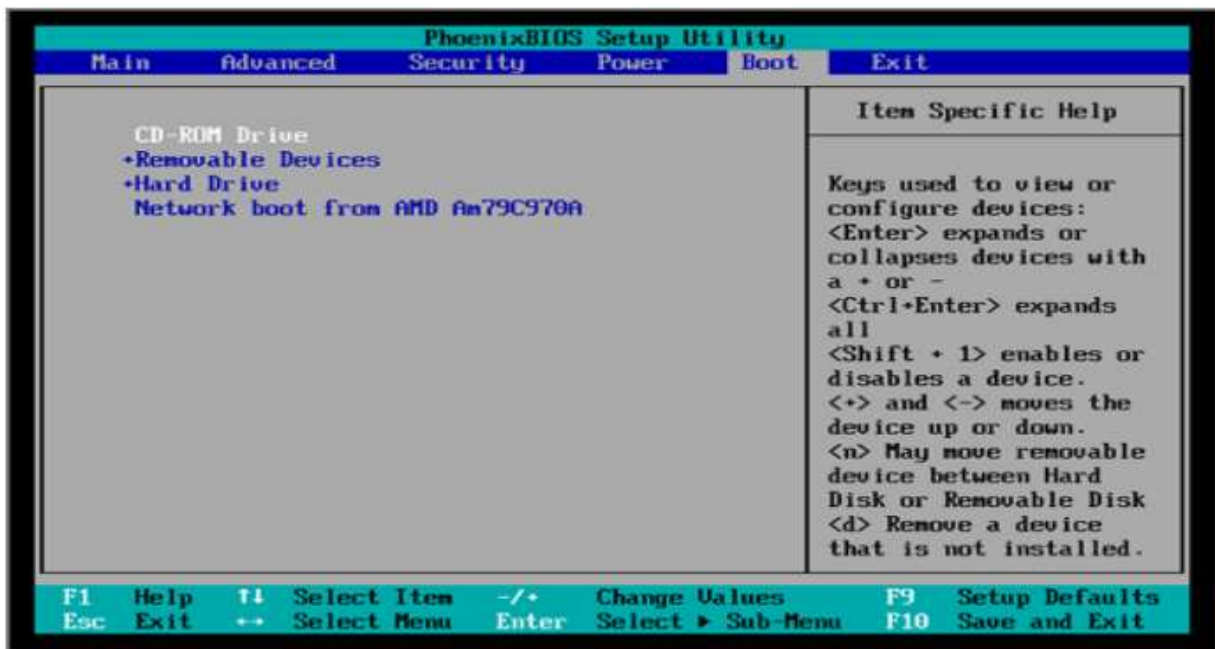 PhoenixBIOS Setup Utility
Main Advanced Security Power Boot Exit
CD-ROM Drive
+Removable Devices
+Hard Drive
Network boot from AMD Am79C970A
Item Specific Help
Keys used to view or
configure devices:
<Enter> expands or
collapses devices with
a + or -
<Ctrl+Enter> expands
all
<Shift + 1> enables or
disables a device.
<+> and <-> moves the
device up or down.
<n> May move removable
device between Hard
Disk or Removable Disk
<d> Remove a device
that is not installed.
F1 Help ↑↓ Select Item -/+ Change Values F9 Setup Defaults
Esc Exit ↔ Select Menu Enter Select ▶ Sub-Menu F10 Save and Exit